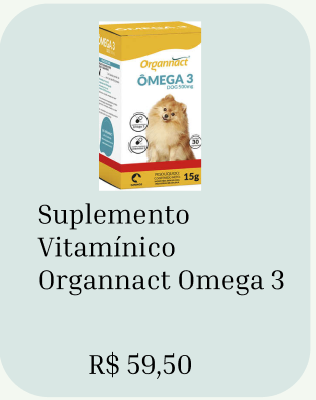 Organnact
ÔMEGA 3
DOG 500mg
30
15g
Suplemento
Vitamínico
Organnact Omega 3
R$ 59,50